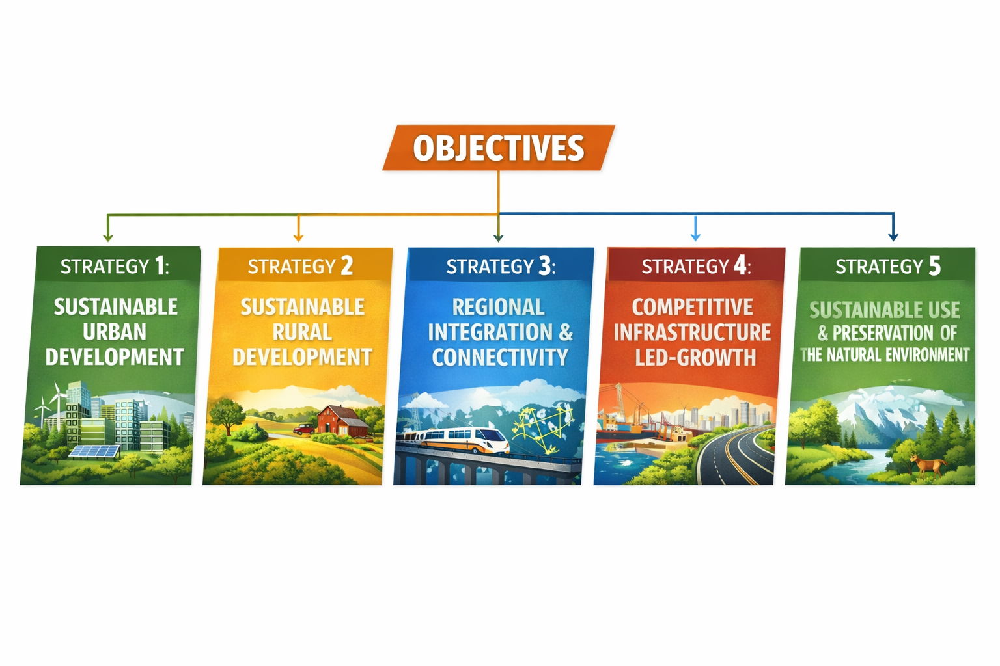 OBJECTIVES
STRATEGY 1:
SUSTAINABLE
URBAN
DEVELOPMENT
STRATEGY 2
SUSTAINABLE
RURAL
DEVELOPMENT
STRATEGY 3:
REGIONAL
INTEGRATION &
CONNECTIVITY
STRATEGY 4:
COMPETITIVE
INFRASTRUCTURE
LED-GROWTH
STRATEGY 5
SUSTAINABLE USE
& PRESERVATION OF
THE NATURAL ENVIRONMENT